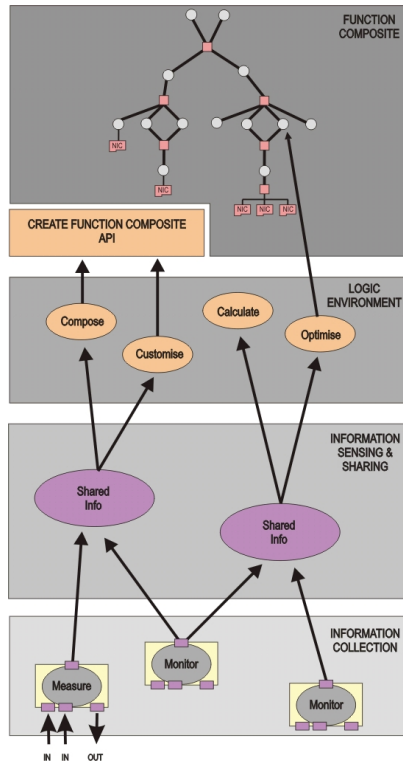 FUNCTION
COMPOSITE
NIC
NIC
NIC
NIC
NIC
CREATE FUNCTION COMPOSITE
API
LOGIC
ENVIRONMENT
Compose
Customise
Calculate
Optimise
INFORMATION
SENSING &
SHARING
Shared
Info
Shared
Info
INFORMATION
COLLECTION
Measure
Monitor
Monitor
IN
IN
OUT